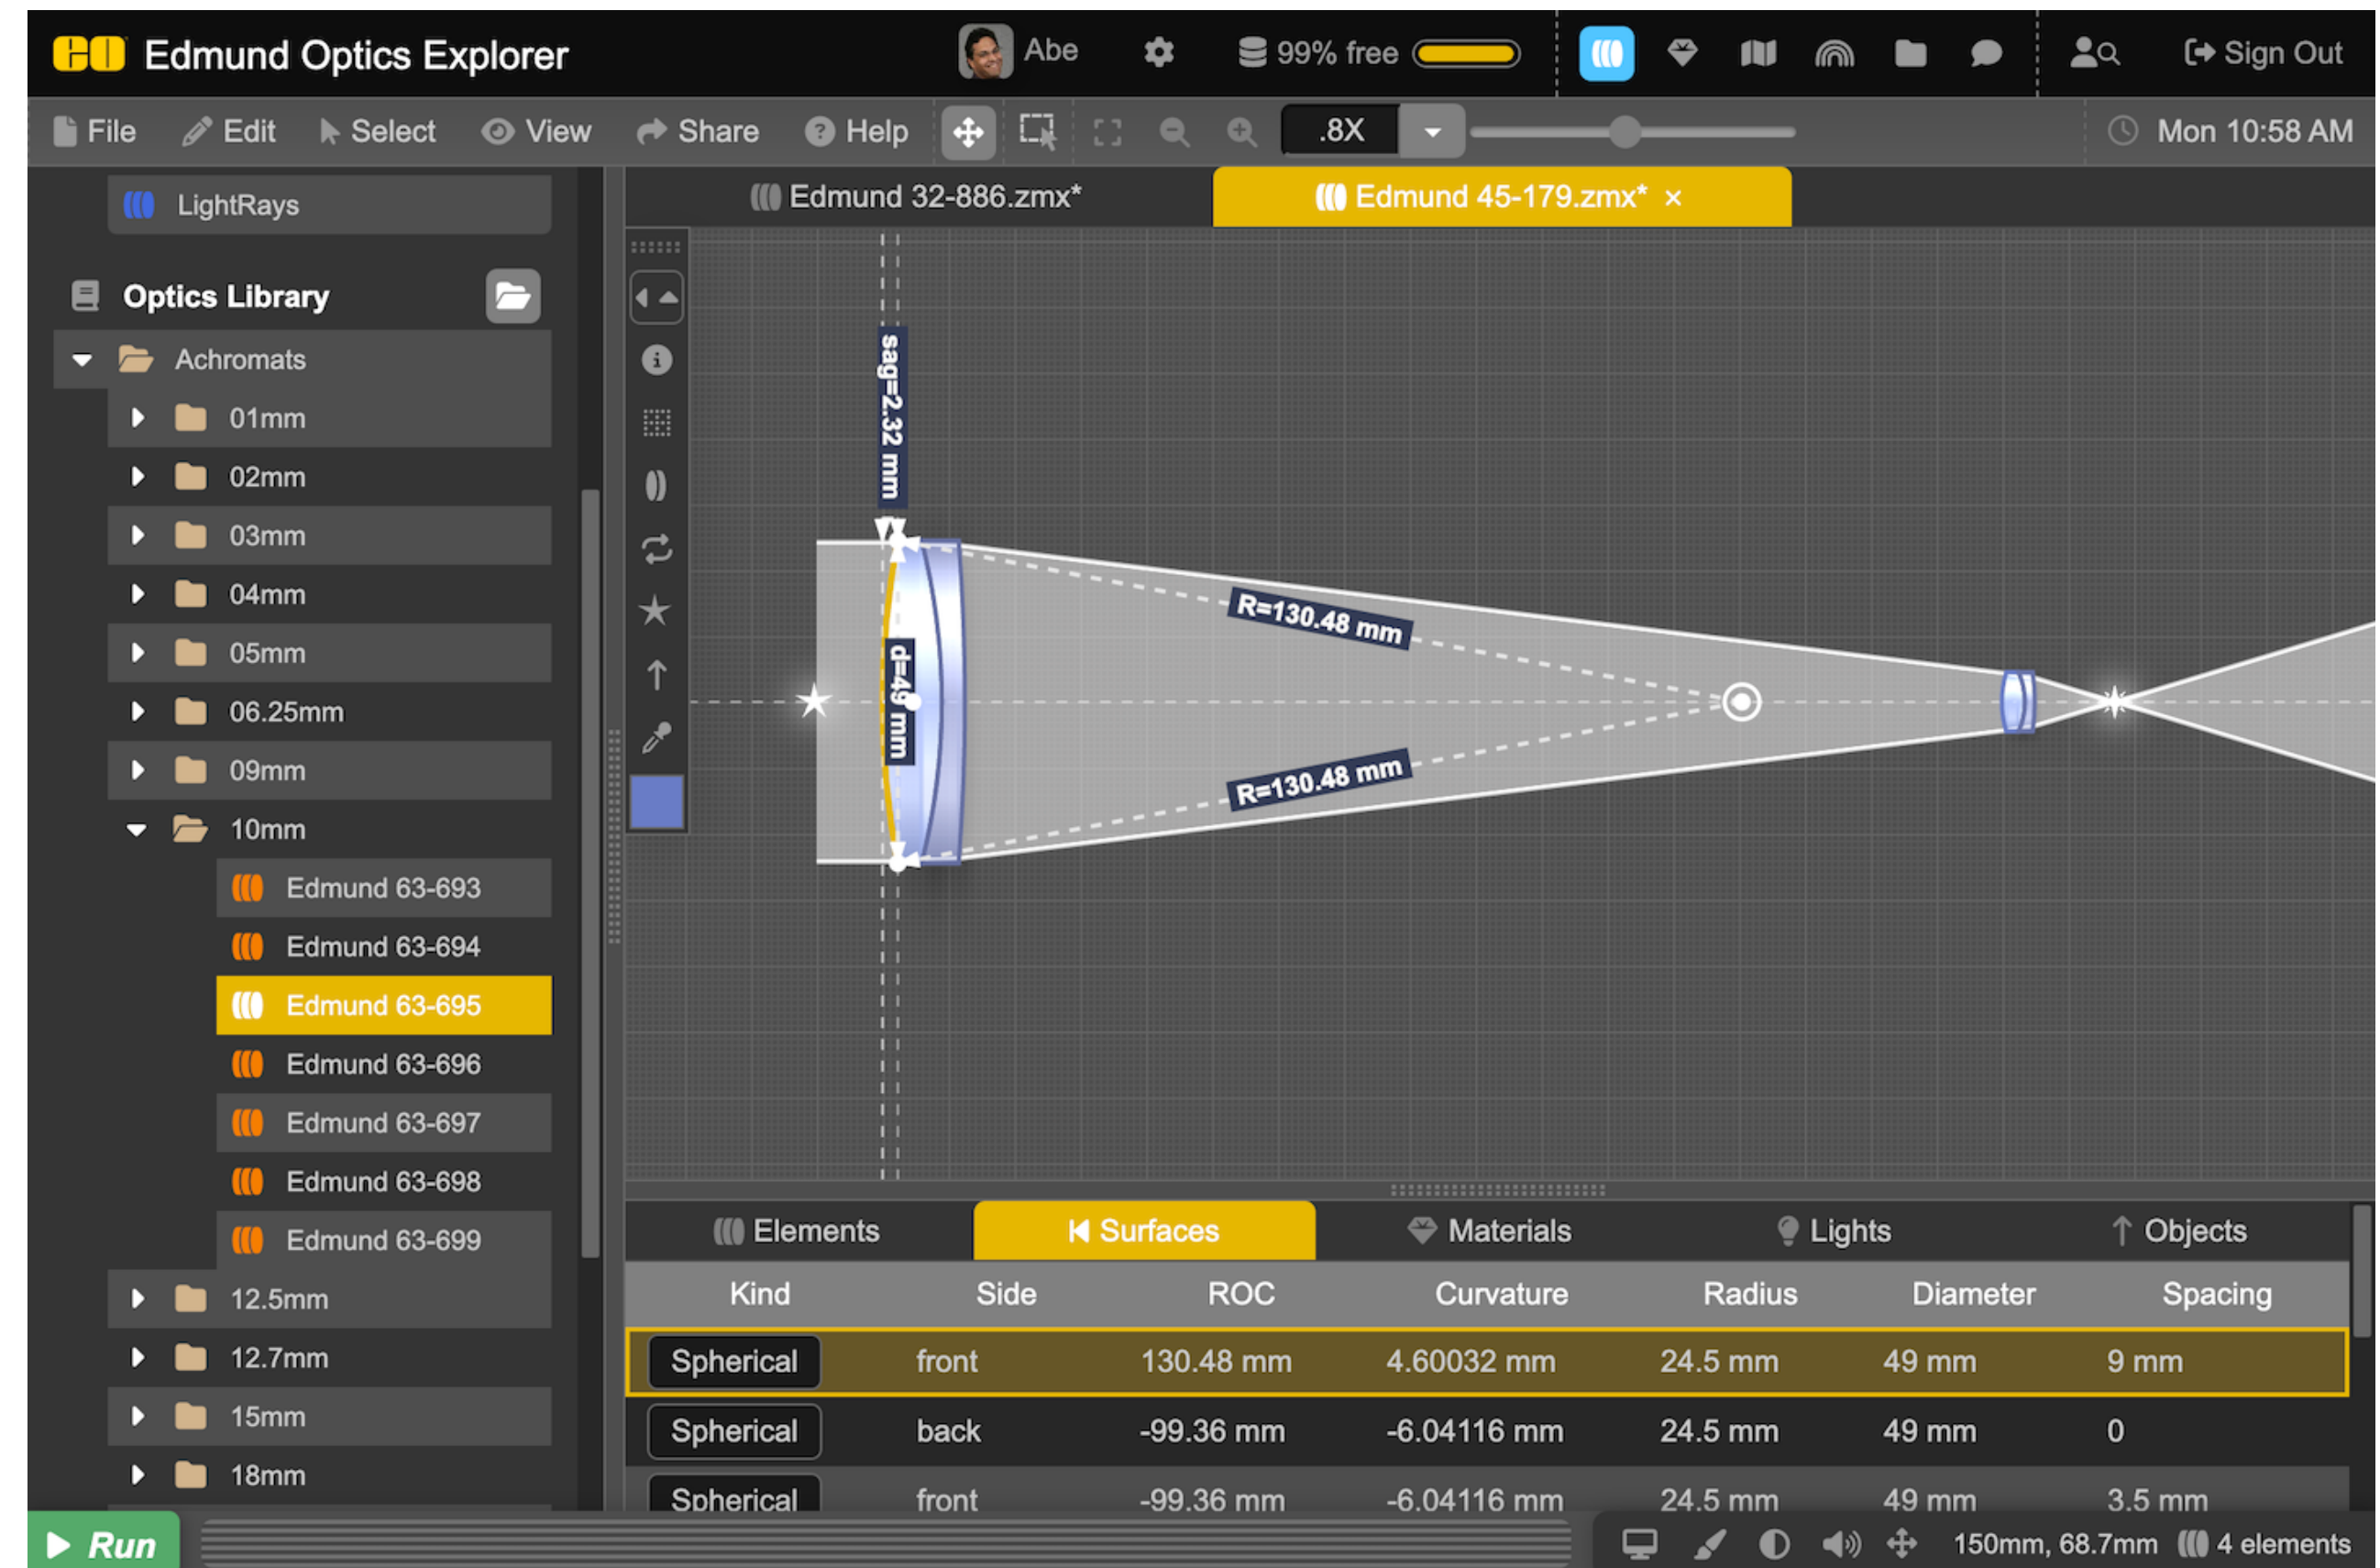 EO Edmund Optics Explorer Abe 99% free Sign Out
File Edit Select View Share Help .8X Mon 10:58 AM
LightRays
Optics Library
Achromats
01mm
02mm
03mm
04mm
05mm
06.25mm
09mm
10mm
Edmund 63-693
Edmund 63-694
Edmund 63-695
Edmund 63-696
Edmund 63-697
Edmund 63-698
Edmund 63-699
12.5mm
12.7mm
15mm
18mm
Edmund 32-886.zmx* Edmund 45-179.zmx* ×
sag=2.32 mm
R=130.48 mm
d=49 mm
R=130.48 mm
Elements Surfaces Materials Lights Objects
Kind Side ROC Curvature Radius Diameter Spacing
Spherical front 130.48 mm 4.60032 mm 24.5 mm 49 mm 9 mm
Spherical back -99.36 mm -6.04116 mm 24.5 mm 49 mm 0
Spherical front -99.36 mm -6.04116 mm 24.5 mm 49 mm 3.5 mm
Run 150mm, 68.7mm 4 elements